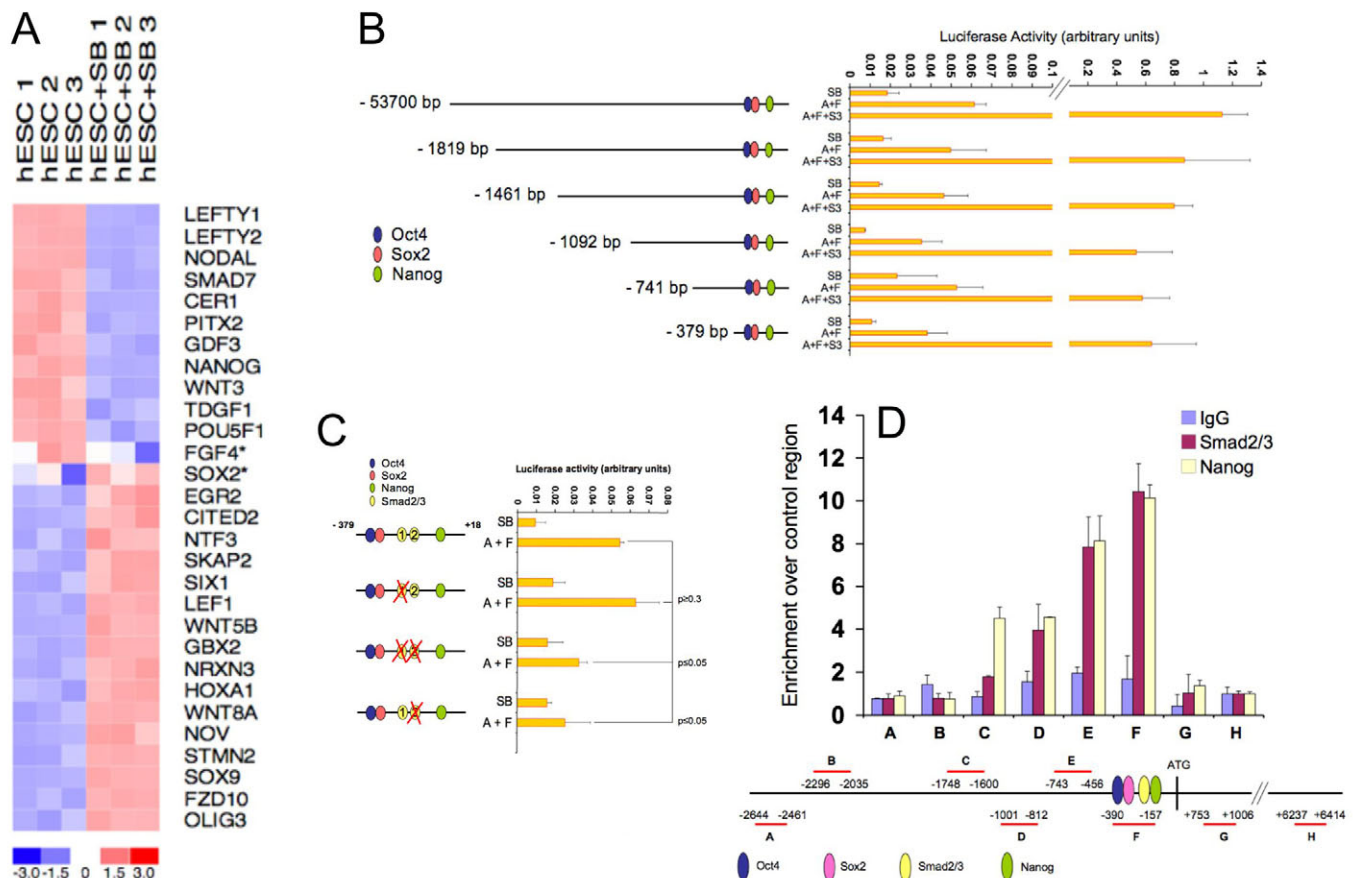 A
hESC 1
hESC 2
hESC 3
hESC+SB 1
hESC+SB 2
hESC+SB 3
LEFTY1
LEFTY2
NODAL
SMAD7
CER1
PITX2
GDF3
NANOG
WNT3
TDGF1
POU5F1
FGF4*
SOX2*
EGR2
CITED2
NTF3
SKAP2
SIX1
LEF1
WNT5B
GBX2
NRXN3
HOXA1
WNT8A
NOV
STMN2
SOX9
FZD10
OLIG3
-3.0 -1.5 0 1.5 3.0
B
Luciferase Activity (arbitrary units)
0 0.01 0.02 0.03 0.04 0.05 0.06 0.07 0.08 0.09 0.1 0.2 0.4 0.6 0.8 1 1.2 1.4
- 53700 bp
SB
A+F
A+F+S3
- 1819 bp
SB
A+F
A+F+S3
- 1461 bp
SB
A+F
A+F+S3
- 1092 bp
SB
A+F
A+F+S3
- 741 bp
SB
A+F
A+F+S3
- 379 bp
SB
A+F
A+F+S3
Oct4
Sox2
Nanog
C
Oct4
Sox2
Nanog
Smad2/3
Luciferase activity (arbitrary units)
0 0.01 0.02 0.03 0.04 0.05 0.06 0.07 0.08
- 379
+18
1 2
SB
A + F
1 2
SB
A + F
1 2
SB
A + F
1 2
SB
A + F
p≥0.3
p≤0.05
p≤0.05
D
IgG
Smad2/3
Nanog
Enrichment over control region
14
12
10
8
6
4
2
0
A B C D E F G H
B
-2296 -2035
C
-1748 -1600
E
-743 -456
ATG
-2644 -2461
A
-1001 -812
D
-390 -157
F
+753 +1006
G
+6237 +6414
H
Oct4
Sox2
Smad2/3
Nanog